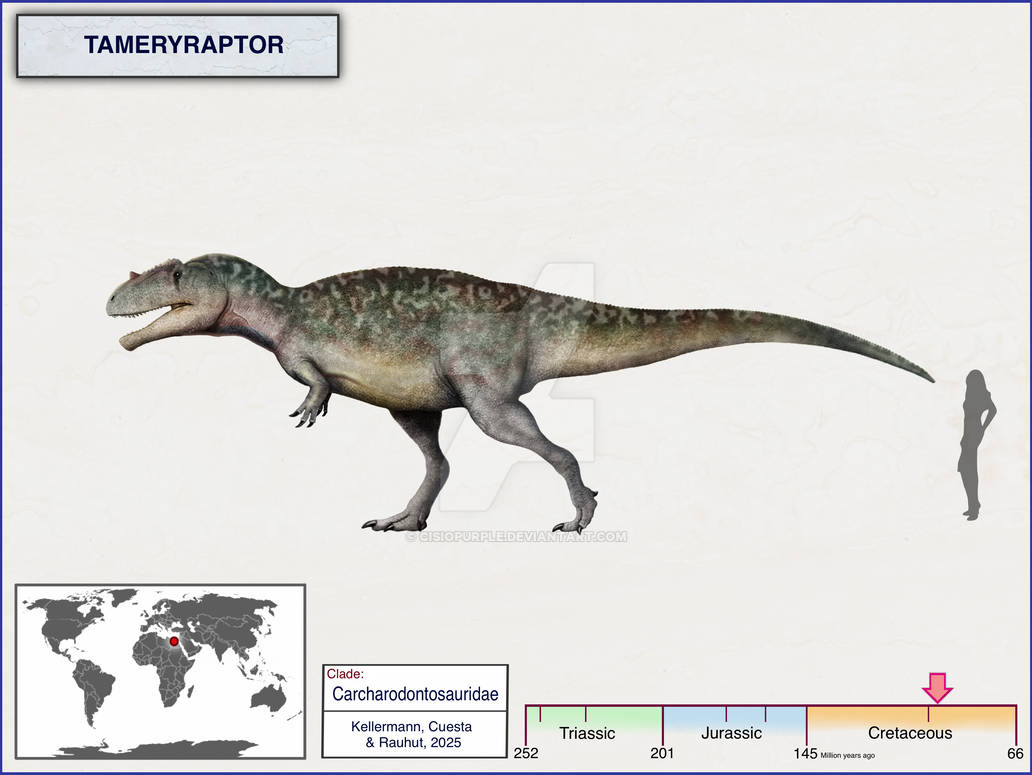 TAMERYRAPTOR
© CISIOPURPLE.DEVIANTART.COM
Clade:
Carcharodontosauridae
Kellermann, Cuesta
& Rauhut, 2025
Triassic
Jurassic
Cretaceous
252
201
145 Million years ago
66